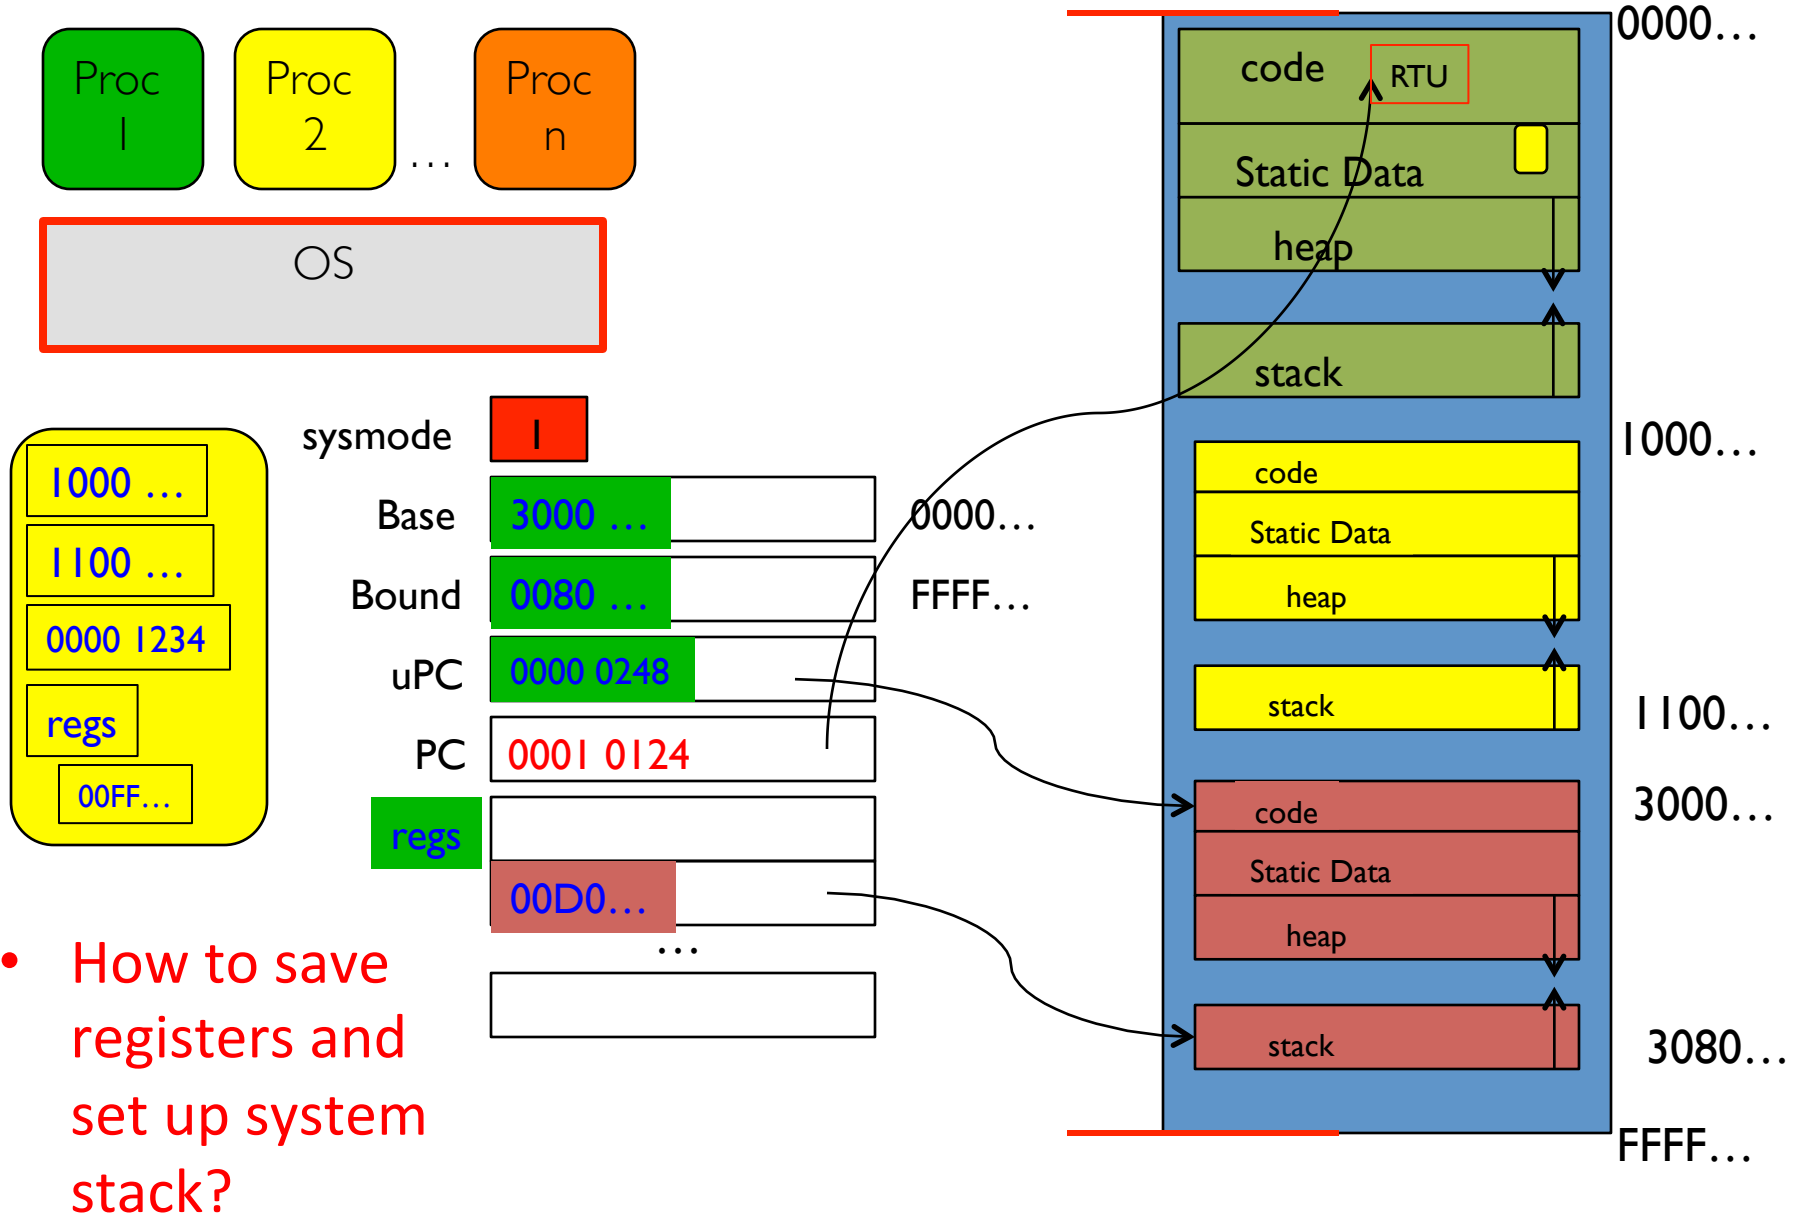 Proc
1
Proc
2
…
Proc
n
OS
sysmode
1
Base
3000 …
0000…
Bound
0080 …
FFFF…
uPC
0000 0248
PC
0001 0124
regs
00D0…
…
1000 …
1100 …
0000 1234
regs
00FF…
• How to save
registers and
set up system
stack?
0000…
code
RTU
Static Data
heap
stack
1000…
code
Static Data
heap
stack
1100…
3000…
code
Static Data
heap
stack
3080…
FFFF…